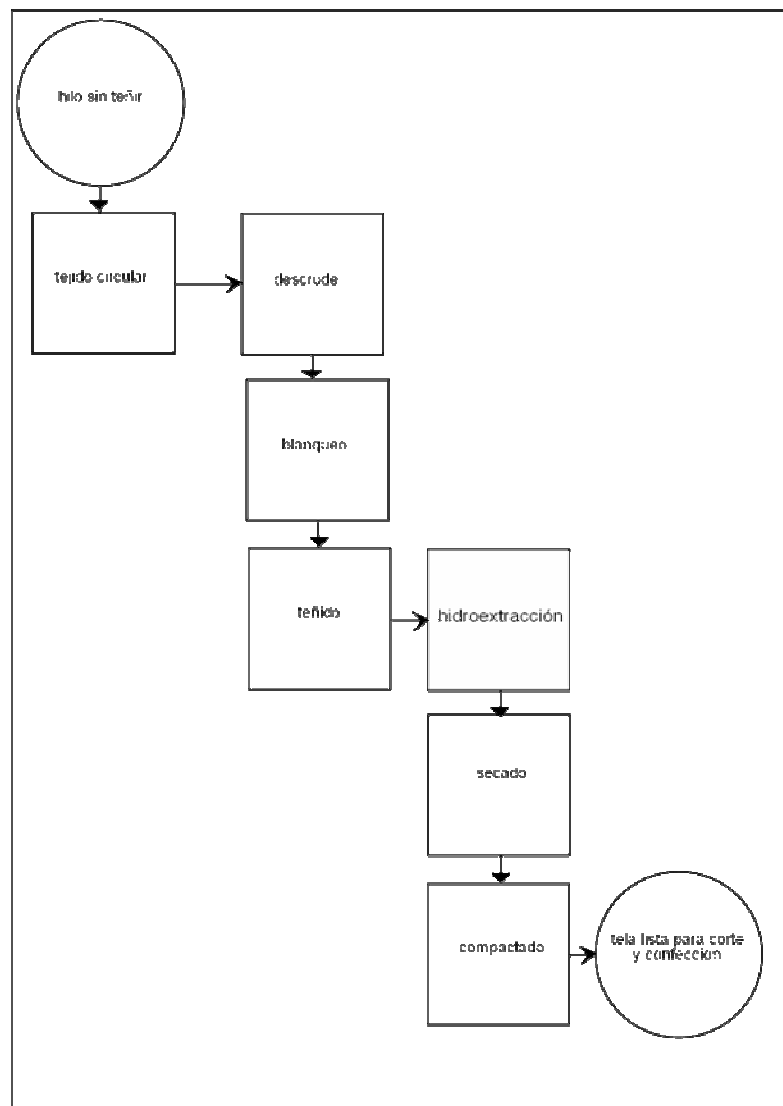 hilo sin teñir
tejido circular
descrude
blanqueo
teñido
hidroextracción
secado
compactado
tela lista para corte
y confección